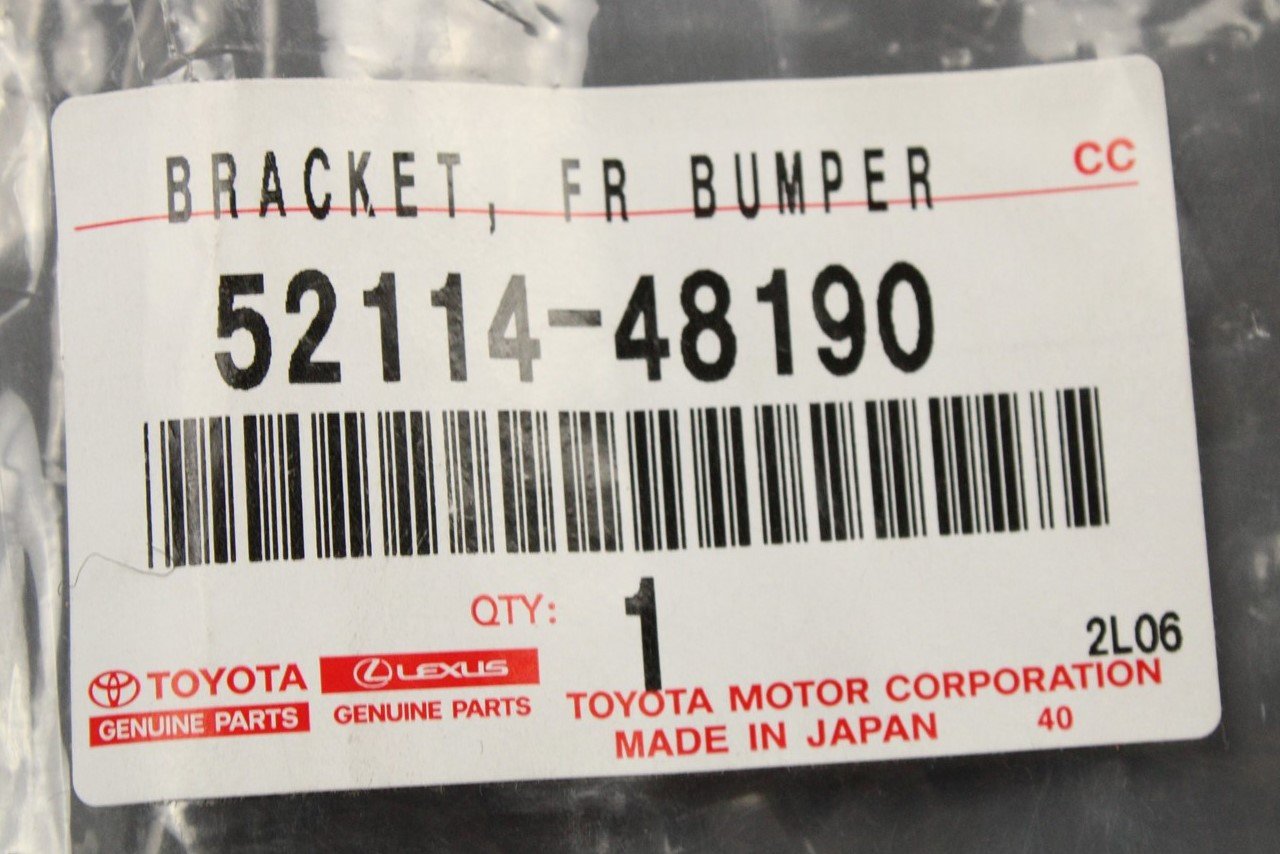 BRACKET, FR BUMPER
CC
52114-48190
QTY: 1
2L06
TOYOTA
GENUINE PARTS
LEXUS
GENUINE PARTS
TOYOTA MOTOR CORPORATION
MADE IN JAPAN
40